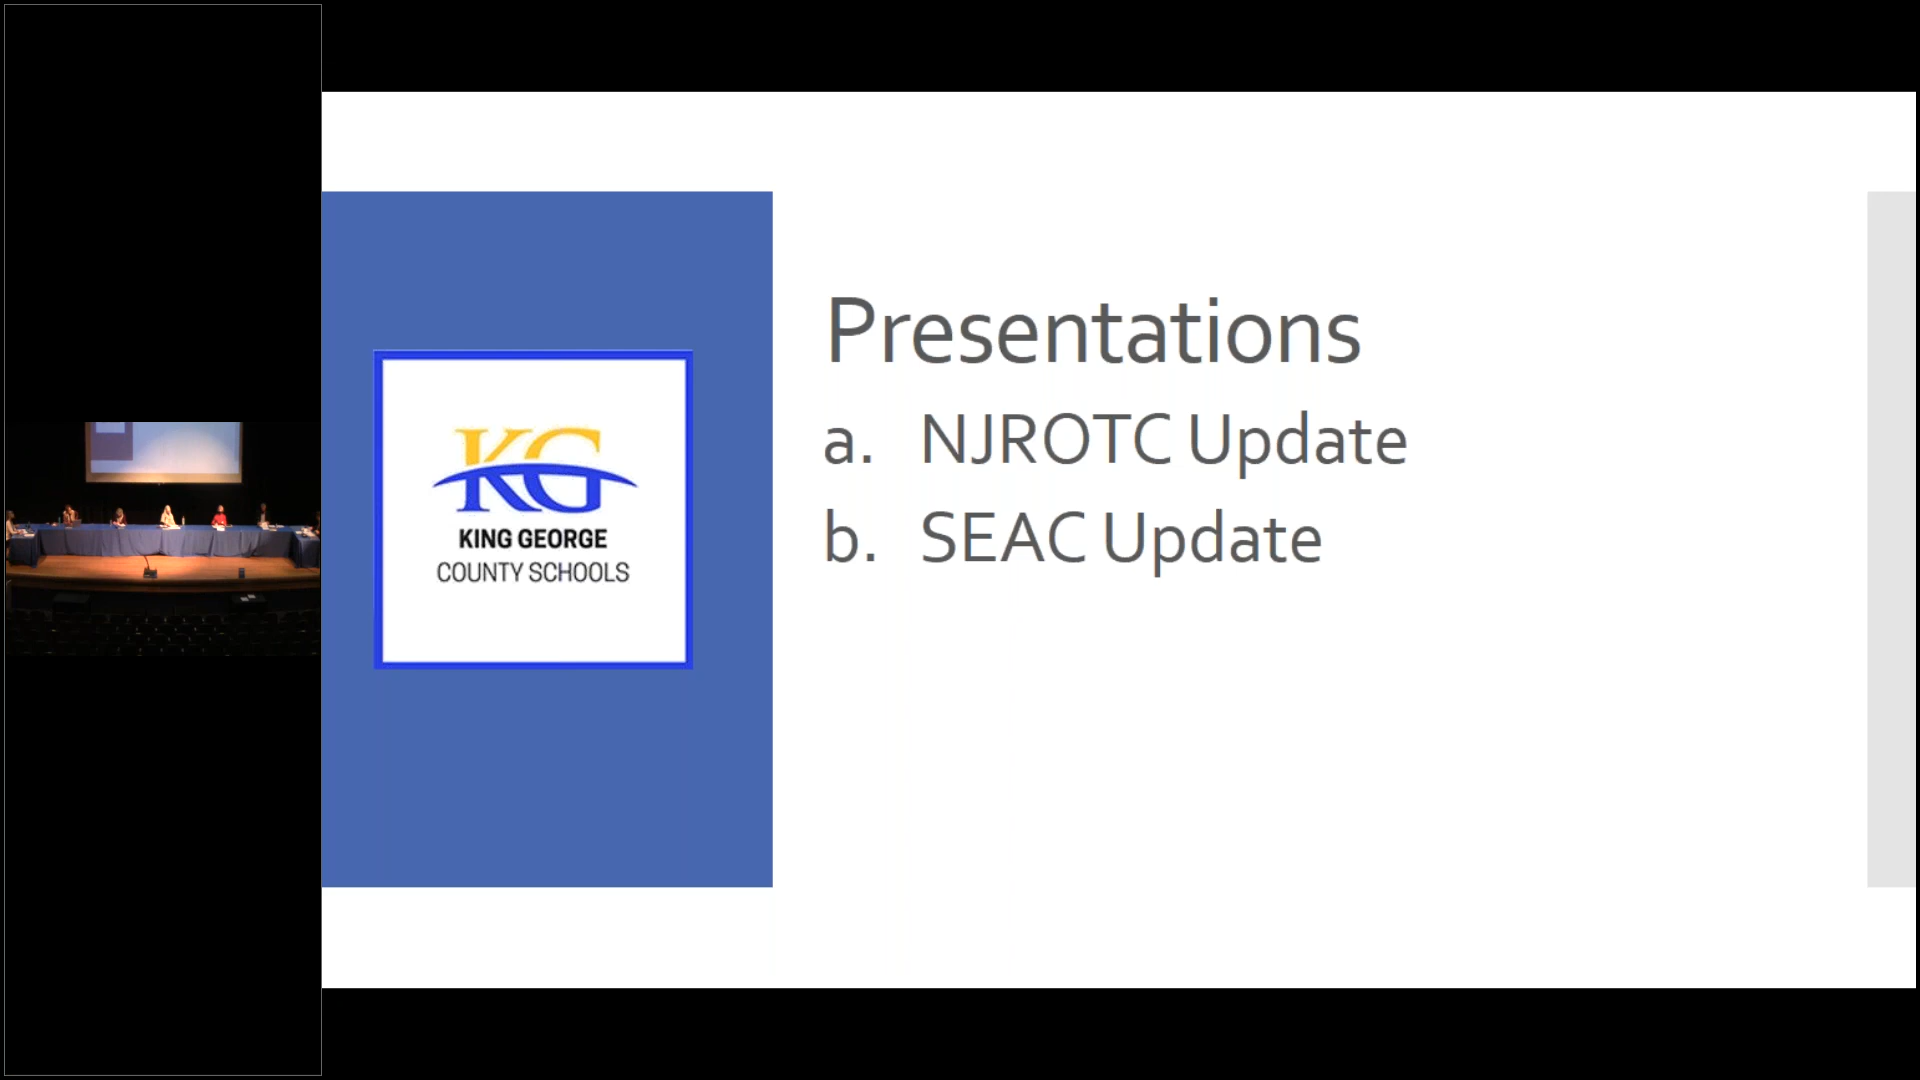 KG
KING GEORGE
COUNTY SCHOOLS
Presentations
a. NJROTC Update
b. SEAC Update